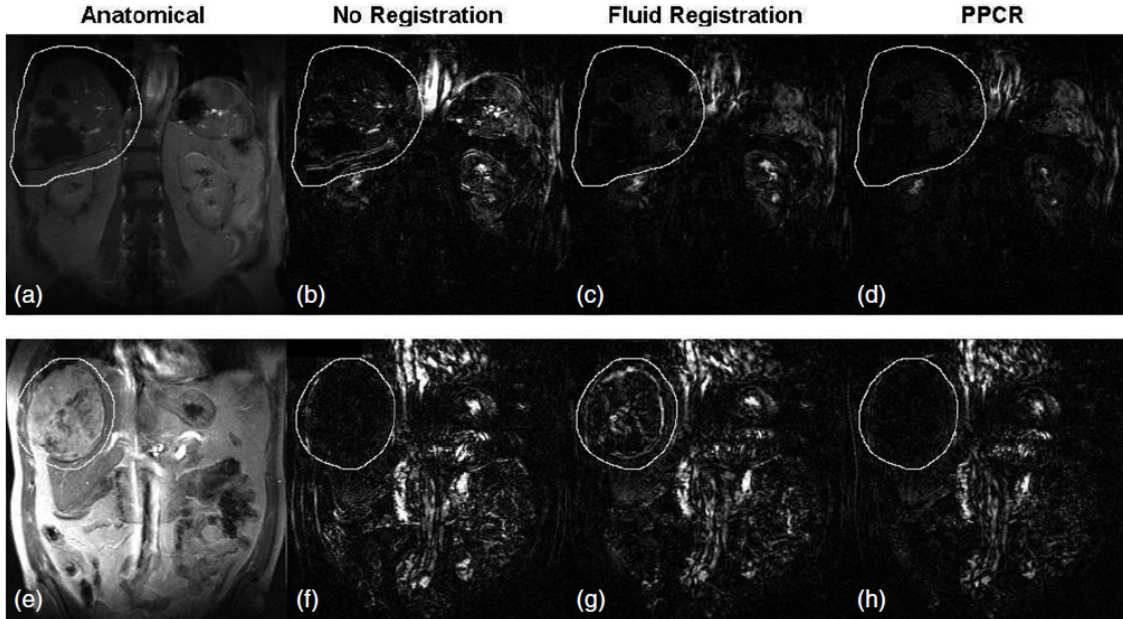 Anatomical No Registration Fluid Registration PPCR
(a) (b) (c) (d)
(e) (f) (g) (h)